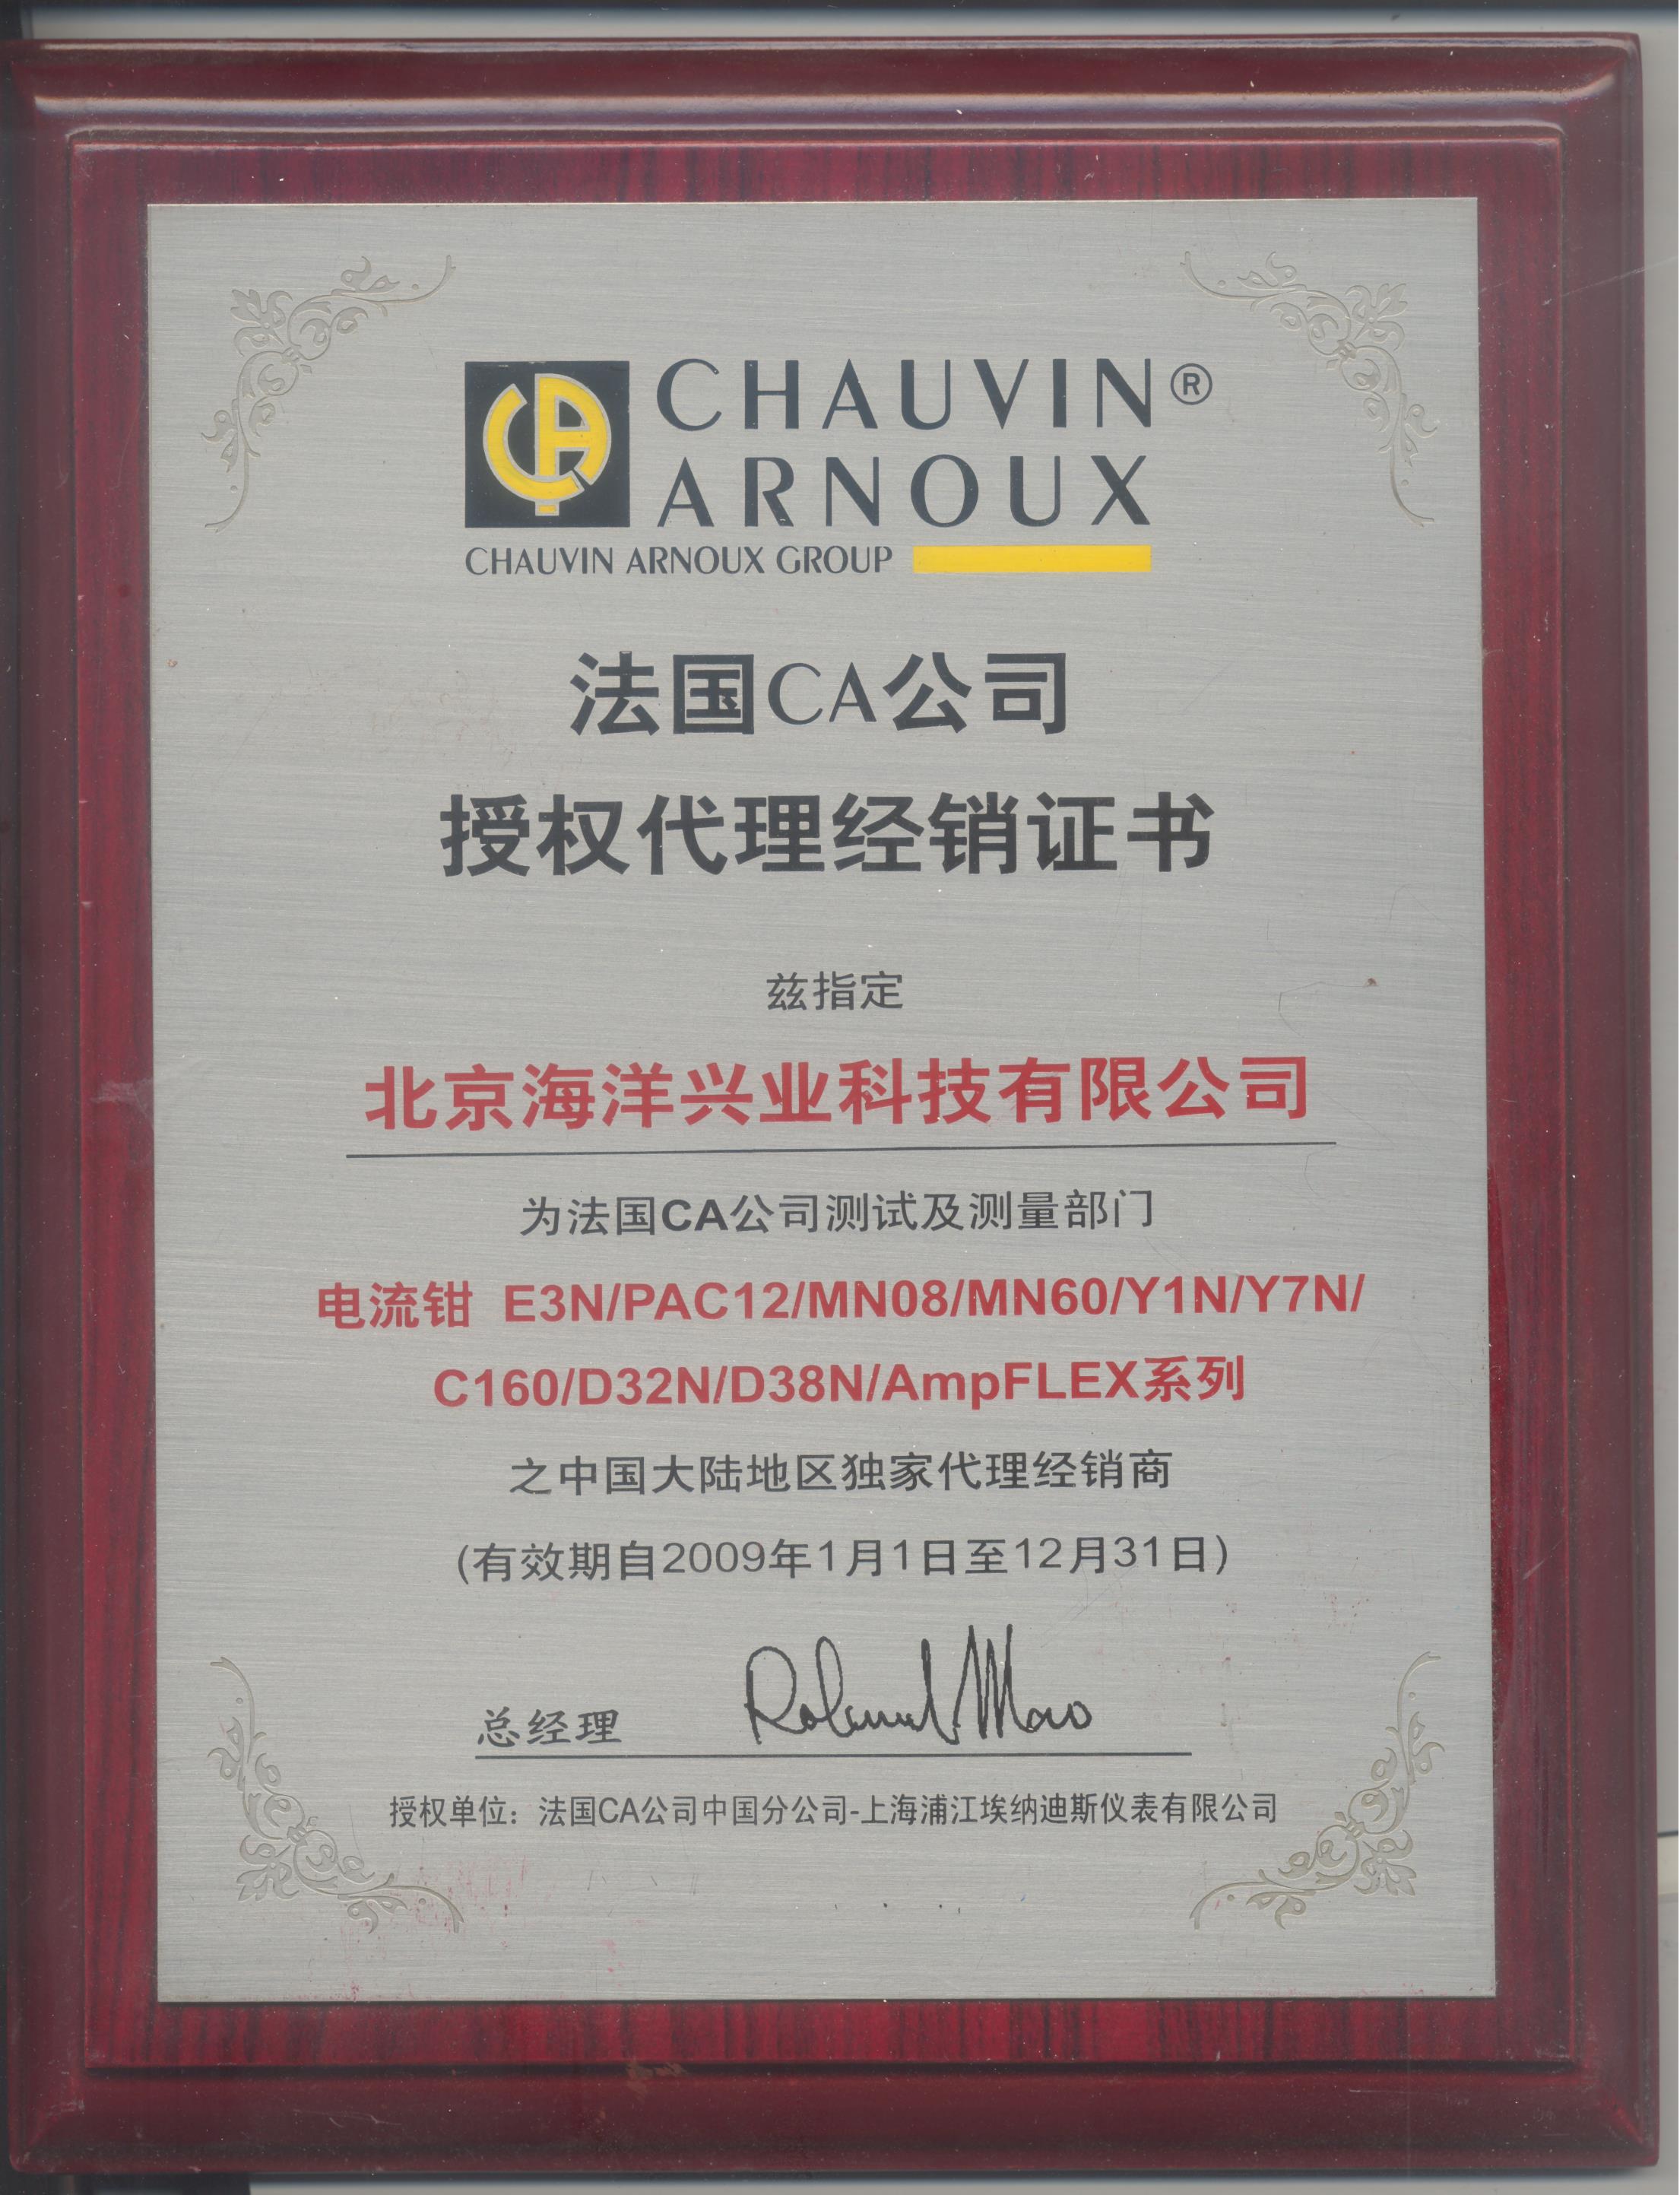 CHAUVIN®
ARNOUX
CHAUVIN ARNOUX GROUP
法国CA公司
授权代理经销证书
兹指定
北京海洋兴业科技有限公司
为法国CA公司测试及测量部门
电流钳 E3N/PAC12/MN08/MN60/Y1N/Y7N/
C160/D32N/D38N/AmpFLEX系列
之中国大陆地区独家代理经销商
(有效期自2009年1月1日至12月31日)
总经理 Roland Mao
授权单位：法国CA公司中国分公司-上海浦江埃纳迪斯仪表有限公司